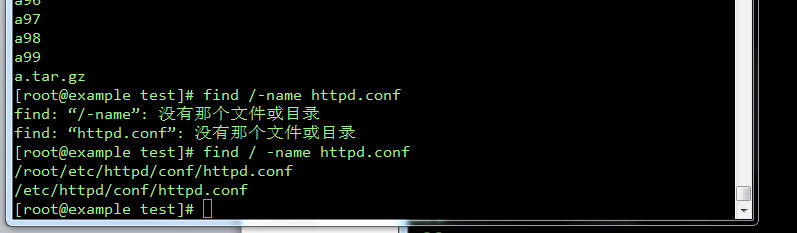 a96
a97
a98
a99
a.tar.gz
[root@example test]# find /-name httpd.conf
find: “/-name”: 没有那个文件或目录
find: “httpd.conf”: 没有那个文件或目录
[root@example test]# find / -name httpd.conf
/root/etc/httpd/conf/httpd.conf
/etc/httpd/conf/httpd.conf
[root@example test]#